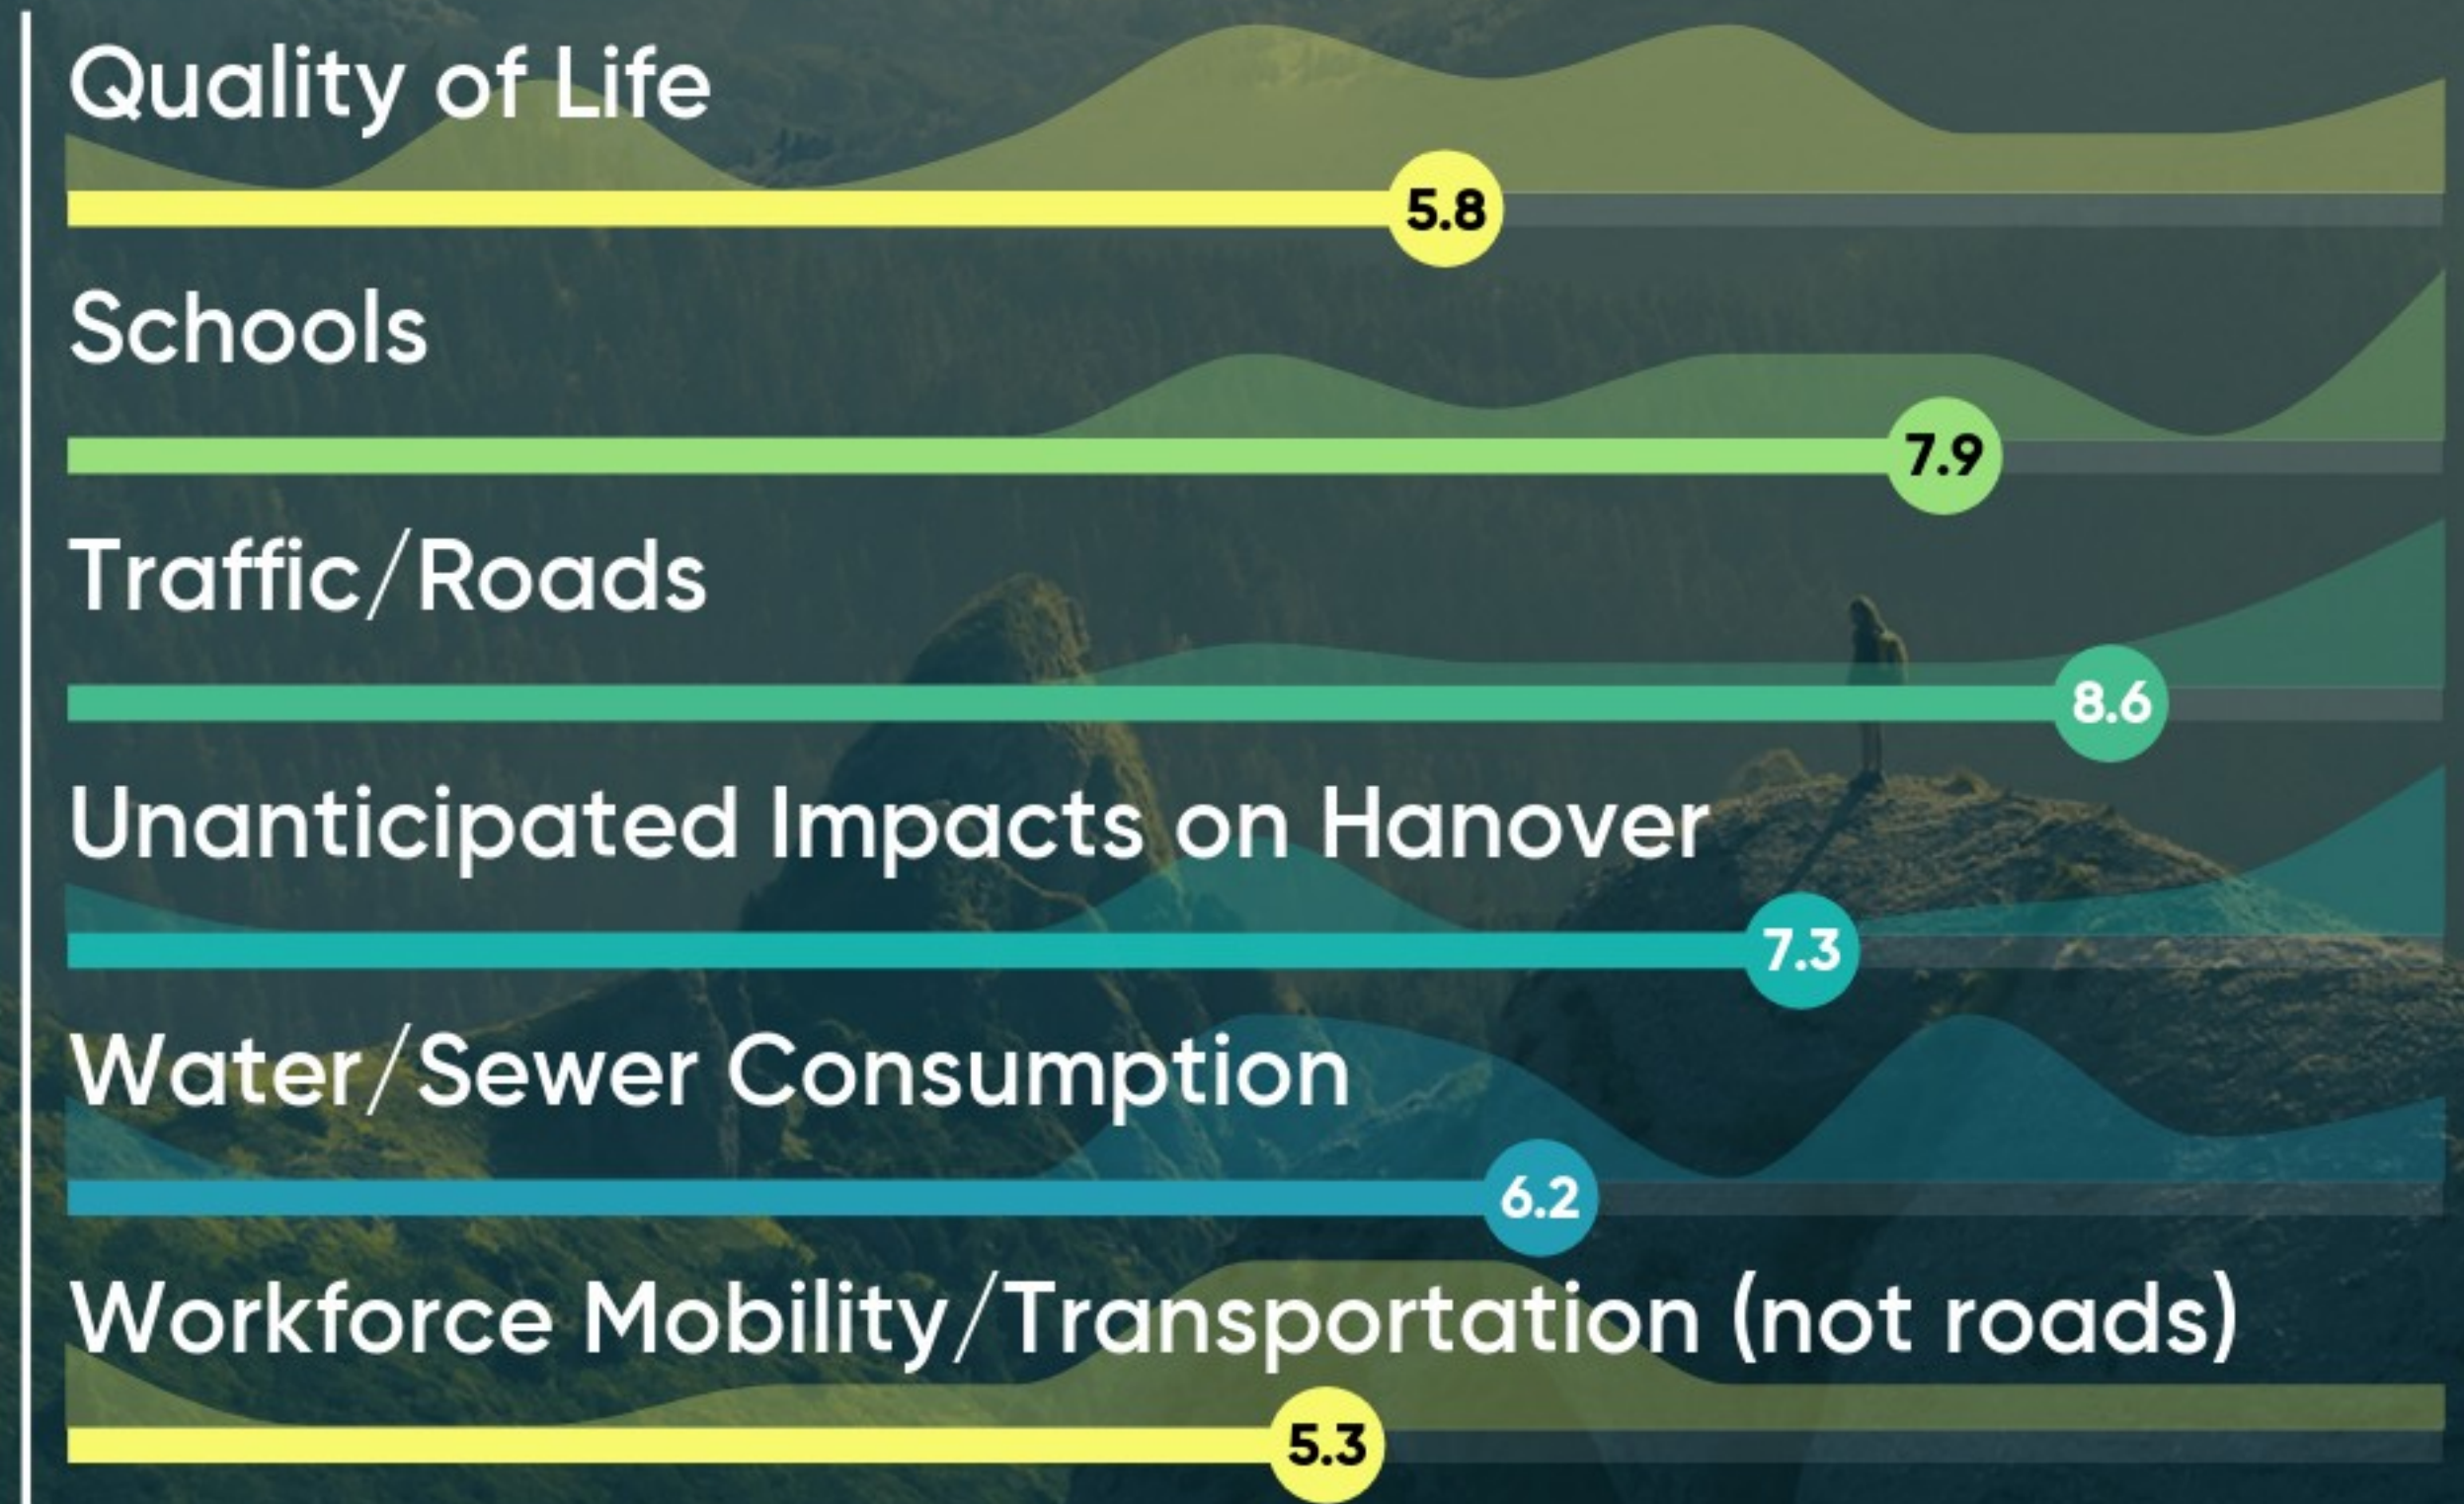 Quality of Life
5.8
Schools
7.9
Traffic/Roads
8.6
Unanticipated Impacts on Hanover
7.3
Water/Sewer Consumption
6.2
Workforce Mobility/Transportation (not roads)
5.3